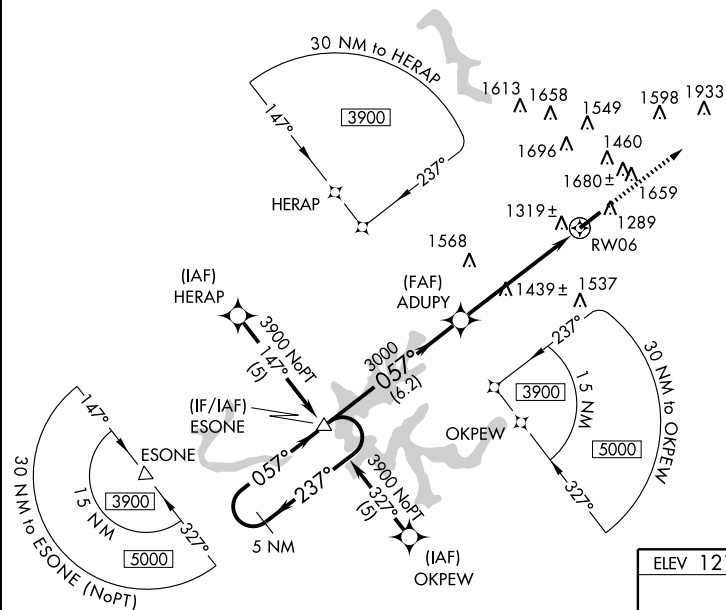 30 NM to HERAP
147°
3900
237°
HERAP
1613
1658
1549
1598
1933
1696
1460
1680±
1659
1319±
1289
RW06
1568
(FAF)
ADUPY
1439±
1537
(IAF)
HERAP
3900 NoPT
147°
(5)
3000
057°
(6.2)
(IF/IAF)
ESONE
237°
3900
15 NM
30 NM to OKPEW
5000
OKPEW
327°
147°
ESONE
3900
15 NM
327°
5000
30 NM to ESONE (NoPT)
057°
237°
5 NM
3900 NoPT
327°
(5)
(IAF)
OKPEW
ELEV